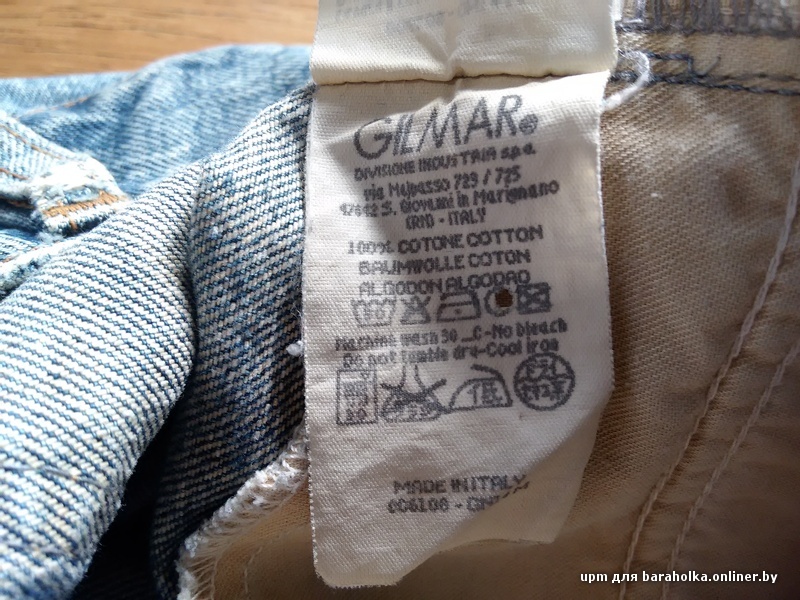 GILMAR®
DIVISIONE INDUSTRIA s.p.a.
via Malpasso 723 / 725
47842 S. Giovanni in Marignano
(RN) - ITALY
100% COTONE COTTON
BAUMWOLLE COTON
ALGODON ALGODAO
Machine wash 30 _C-No bleach
Do not tumble dry-Cool iron
MADE IN ITALY
upm для baraholka.onliner.by